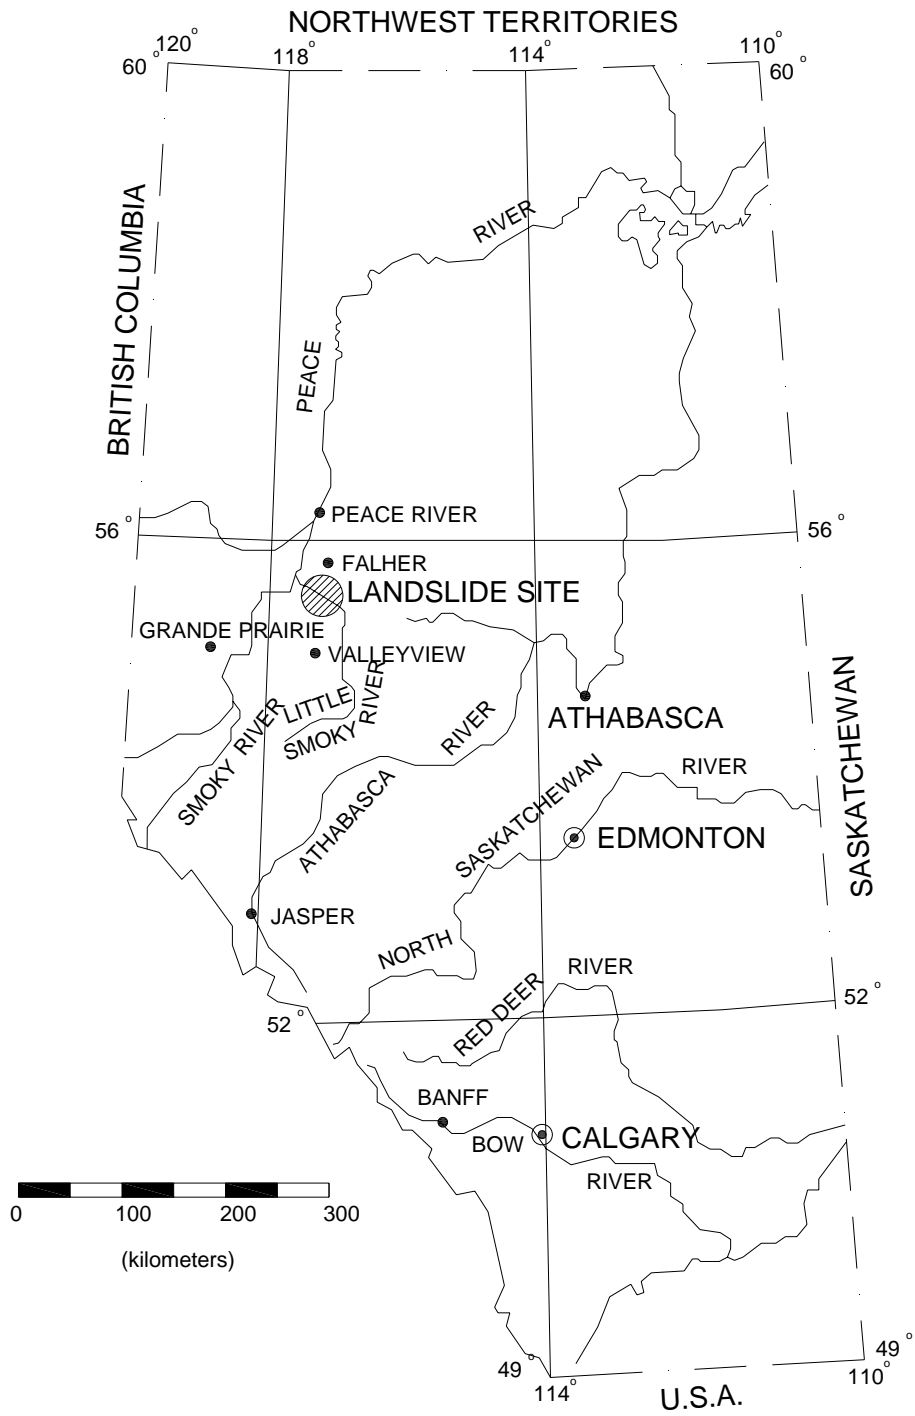 NORTHWEST TERRITORIES
120°
118°
114°
110°
60°
60°
BRITISH COLUMBIA
RIVER
PEACE
PEACE RIVER
56°
56°
FALHER
LANDSLIDE SITE
GRANDE PRAIRIE
VALLEYVIEW
LITTLE
SMOKY
RIVER
SMOKY RIVER
RIVER
ATHABASCA
ATHABASCA
SASKATCHEWAN
SASKATCHEWAN
RIVER
EDMONTON
JASPER
NORTH
RIVER
RED DEER
52°
52°
BANFF
BOW
CALGARY
RIVER
0 100 200 300
(kilometers)
49°
49°
114°
110°
U.S.A.